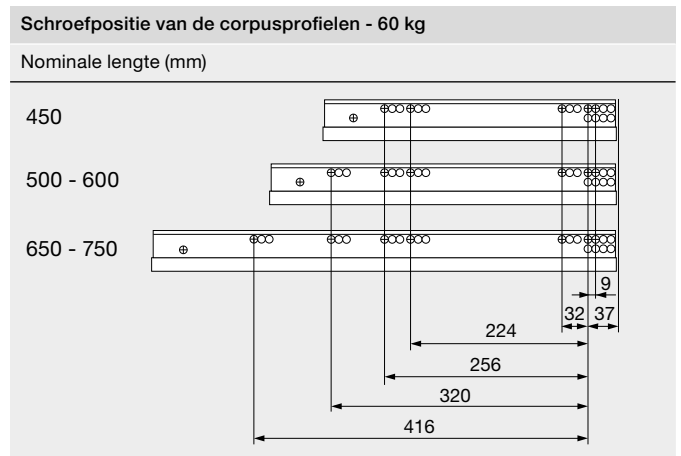 Schroefpositie van de corpusprofielen - 60 kg
Nominale lengte (mm)
450
500 - 600
650 - 750
9
32 37
224
256
320
416